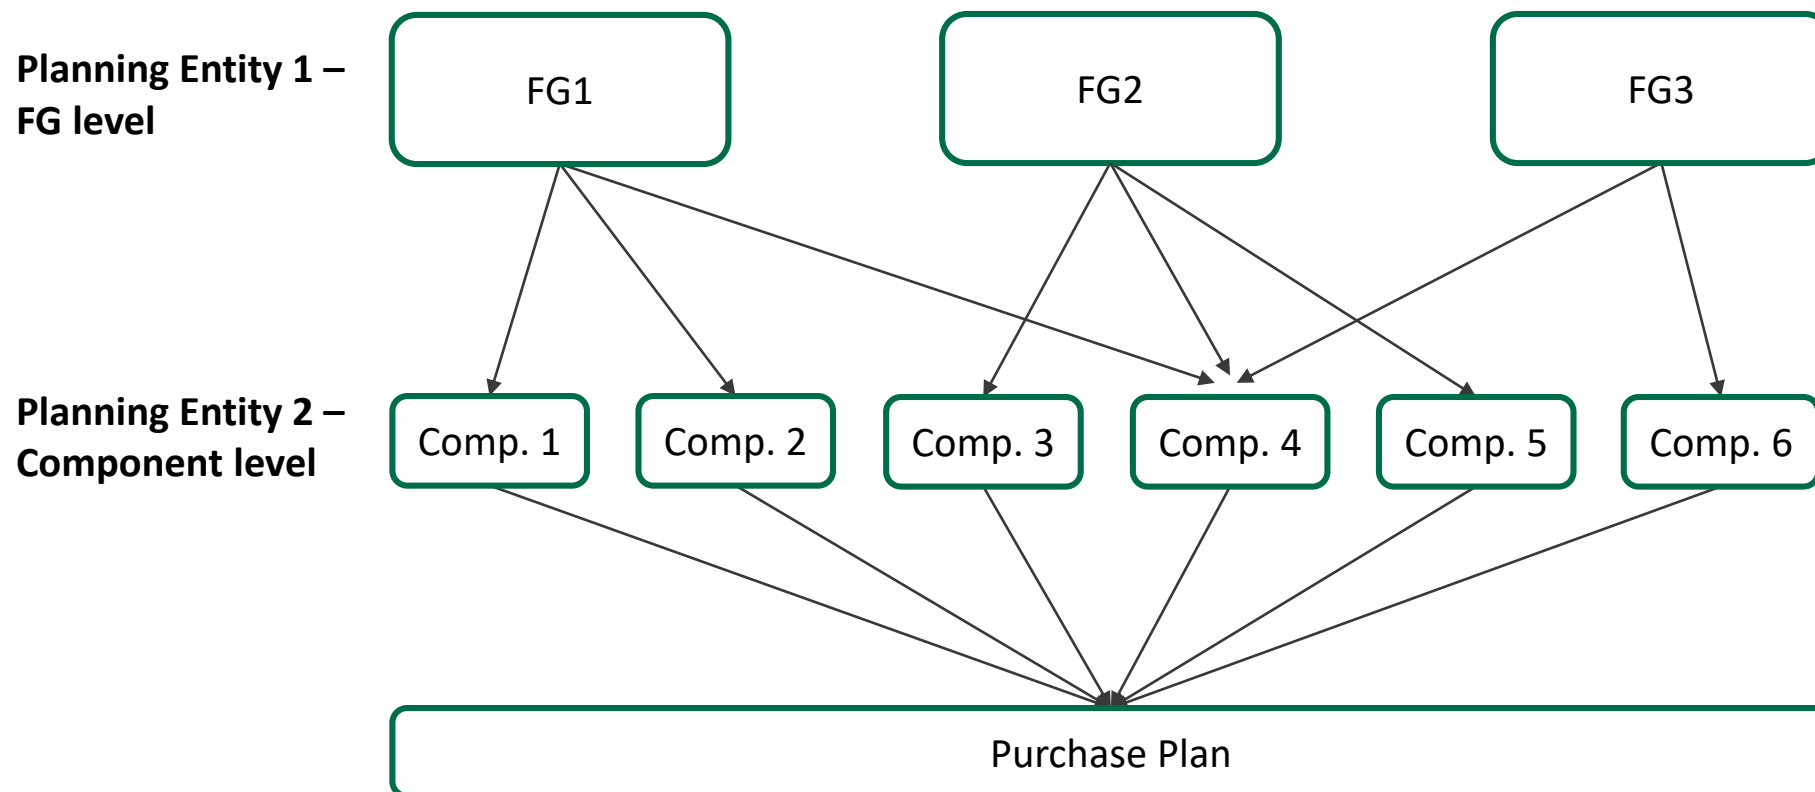 Planning Entity 1 –
FG level
FG1
FG2
FG3
Planning Entity 2 –
Component level
Comp. 1
Comp. 2
Comp. 3
Comp. 4
Comp. 5
Comp. 6
Purchase Plan